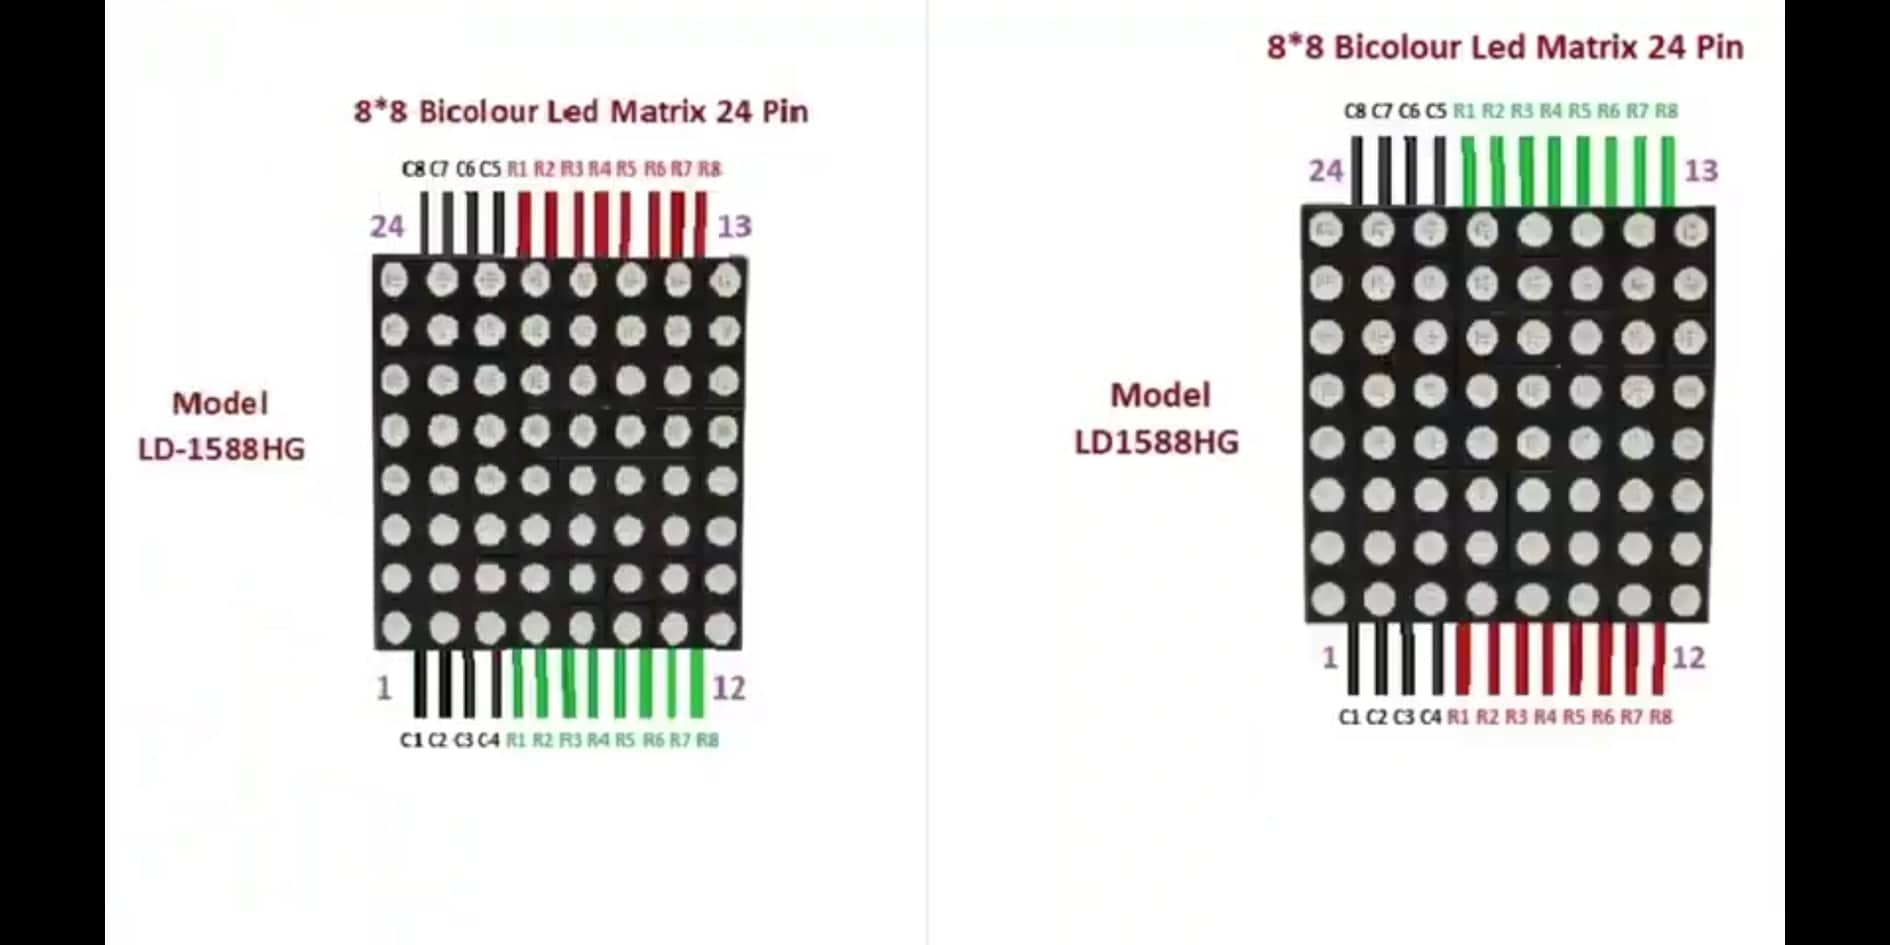 8*8 Bicolour Led Matrix 24 Pin
C8 C7 C6 C5 R1 R2 R3 R4 R5 R6 R7 R8
24 13
Model
LD-1588HG
1 12
C1 C2 C3 C4 R1 R2 R3 R4 R5 R6 R7 R8
8*8 Bicolour Led Matrix 24 Pin
C8 C7 C6 C5 R1 R2 R3 R4 R5 R6 R7 R8
24 13
Model
LD1588HG
1 12
C1 C2 C3 C4 R1 R2 R3 R4 R5 R6 R7 R8